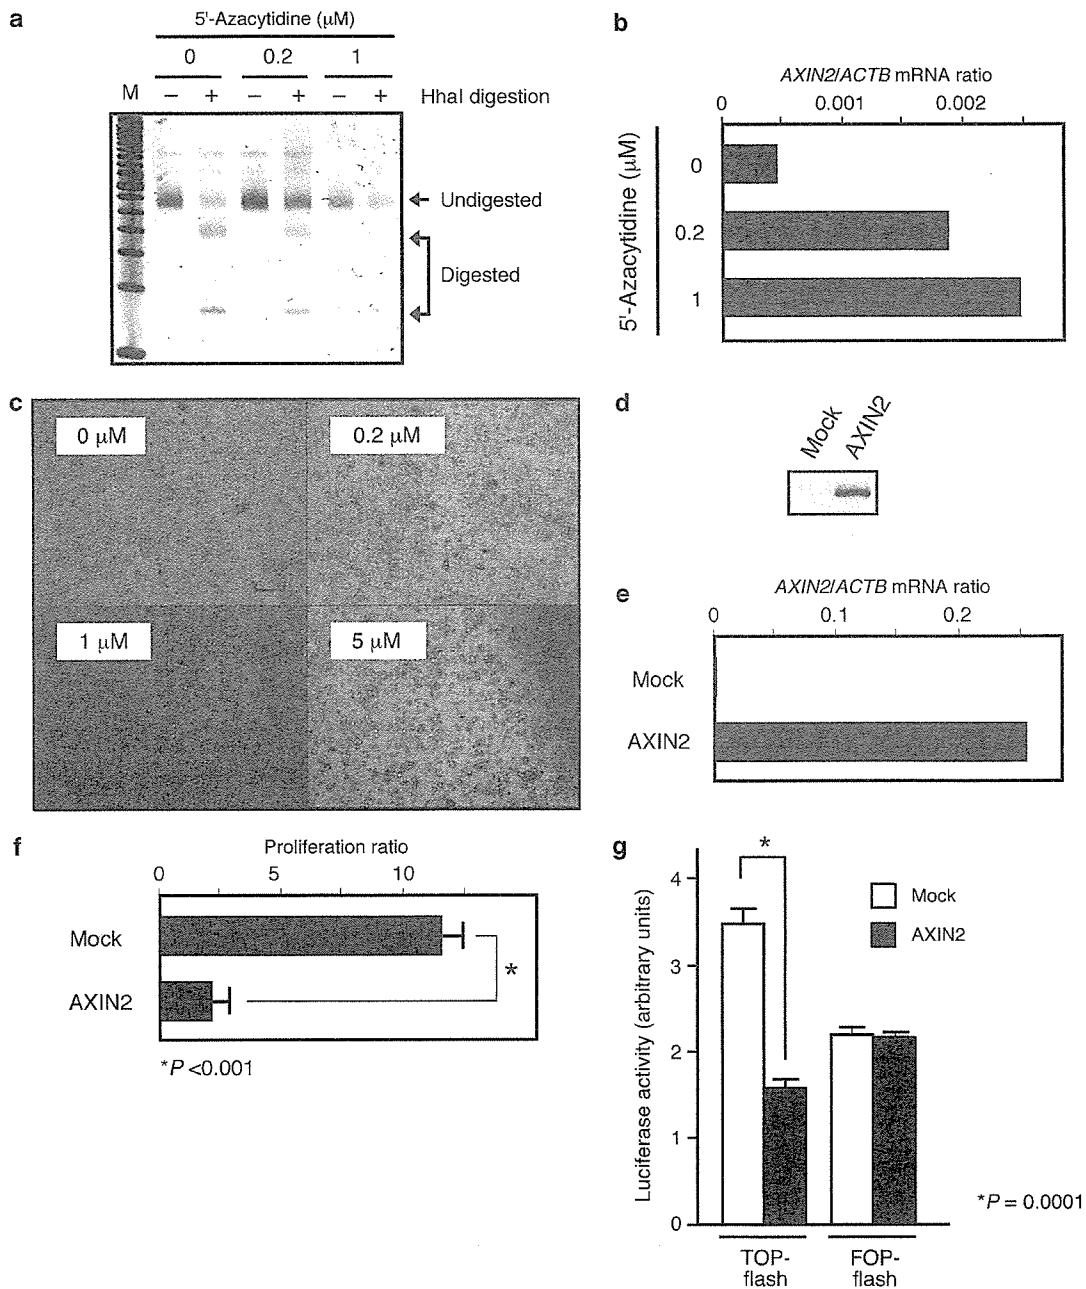 a
5'-Azacytidine (μM)
0 0.2 1
M – + – + – + HhaI digestion
Undigested
Digested
b
AXIN2/ACTB mRNA ratio
0 0.001 0.002
5'-Azacytidine (μM)
0
0.2
1
c
0 μM
0.2 μM
1 μM
5 μM
d
Mock
AXIN2
e
AXIN2/ACTB mRNA ratio
0 0.1 0.2
Mock
AXIN2
f
Proliferation ratio
0 5 10
Mock
AXIN2
*
*P<0.001
g
Luciferase activity (arbitrary units)
4
3
2
1
0
*
Mock
AXIN2
*P = 0.0001
TOP-
flash
FOP-
flash